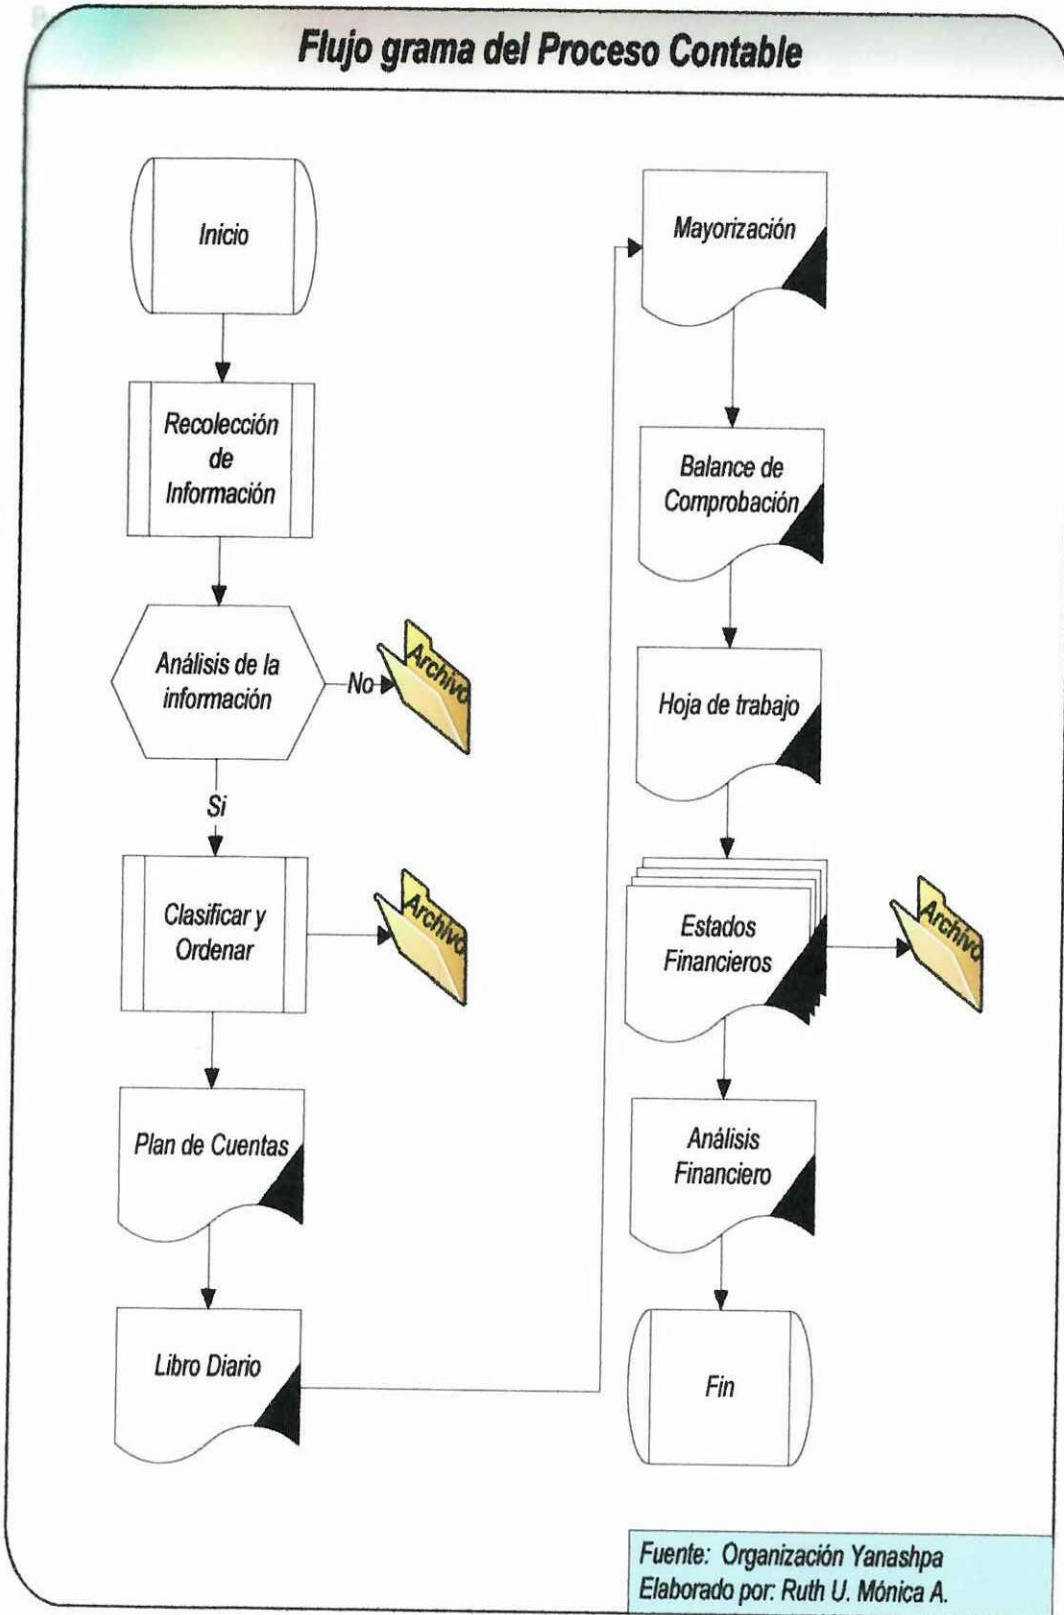 Flujo grama del Proceso Contable
Inicio
Recolección
de
Información
Análisis de la
información
No
Archivo
Si
Clasificar y
Ordenar
Archivo
Plan de Cuentas
Libro Diario
Mayorización
Balance de
Comprobación
Hoja de trabajo
Estados
Financieros
Archivo
Análisis
Financiero
Fin
Fuente: Organización Yanashpa
Elaborado por: Ruth U. Mónica A.